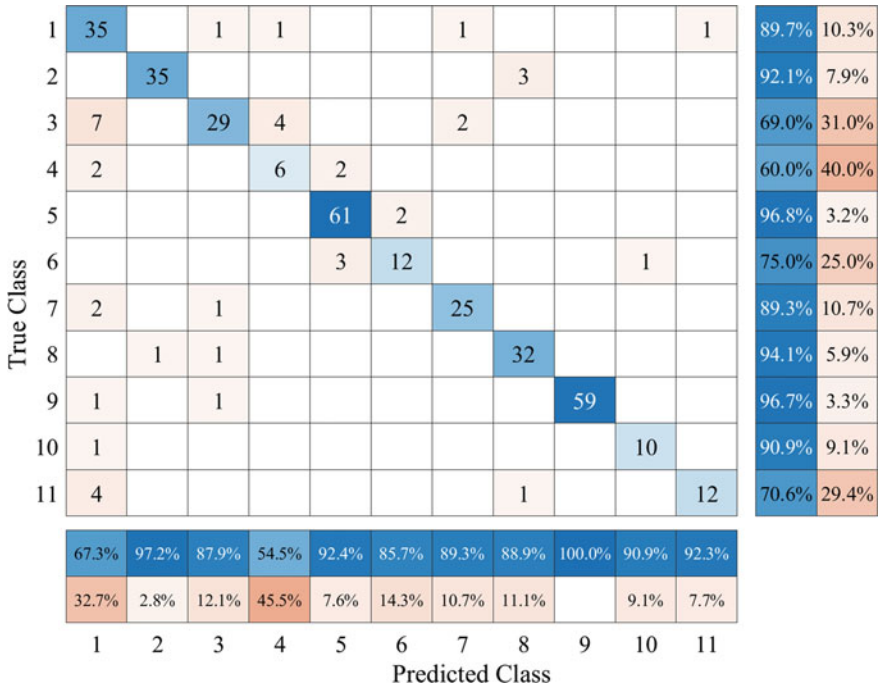 1 35 1 1 1 1 89.7% 10.3%
2 35 3 92.1% 7.9%
3 7 29 4 2 69.0% 31.0%
4 2 6 2 60.0% 40.0%
5 61 2 96.8% 3.2%
6 3 12 1 75.0% 25.0%
7 2 1 25 89.3% 10.7%
8 1 1 32 94.1% 5.9%
9 1 1 59 96.7% 3.3%
10 1 10 90.9% 9.1%
11 4 1 12 70.6% 29.4%
True Class
67.3% 97.2% 87.9% 54.5% 92.4% 85.7% 89.3% 88.9% 100.0% 90.9% 92.3%
32.7% 2.8% 12.1% 45.5% 7.6% 14.3% 10.7% 11.1% 9.1% 7.7%
1 2 3 4 5 6 7 8 9 10 11
Predicted Class